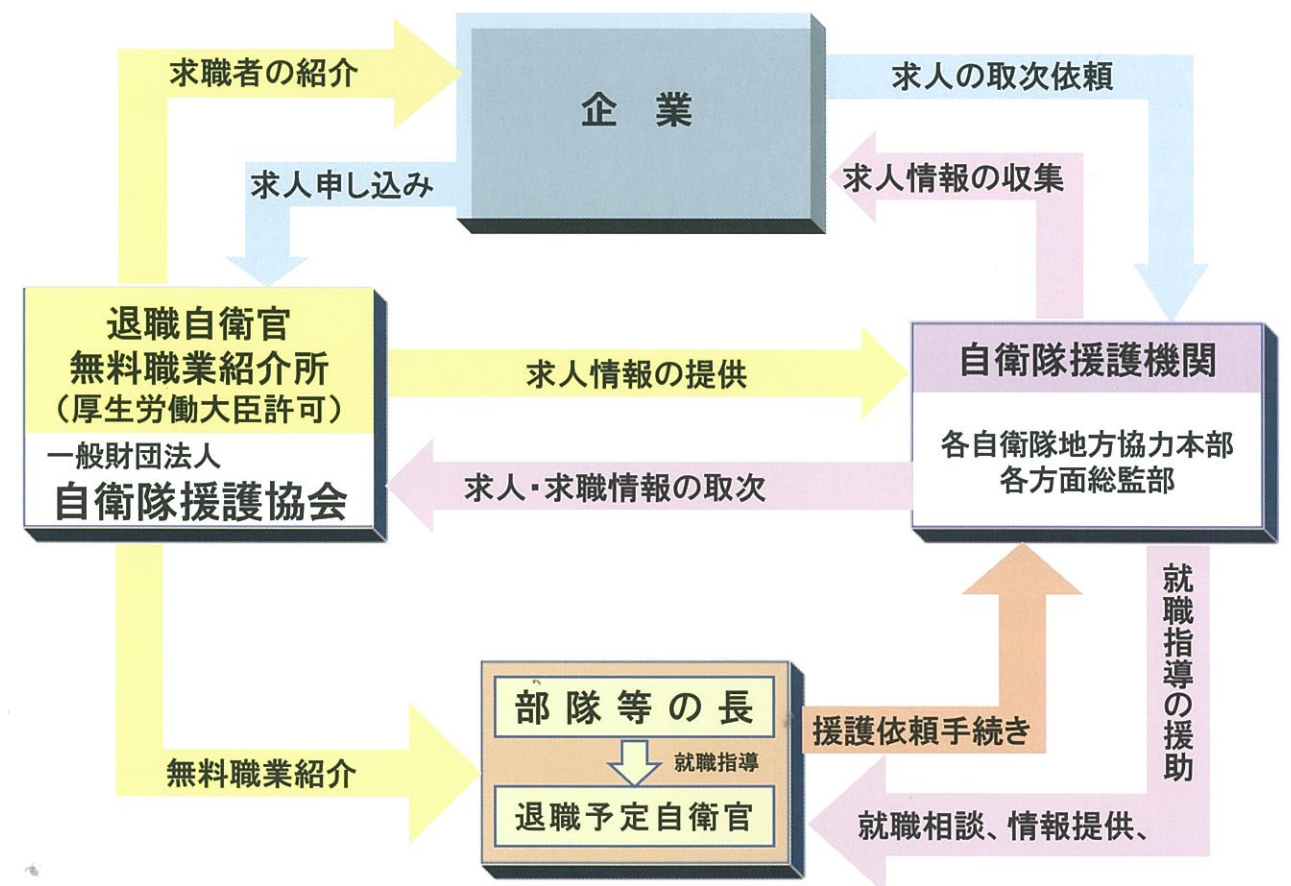 求職者の紹介
企業
求人の取次依頼
求人申し込み
求人情報の収集
退職自衛官
無料職業紹介所
（厚生労働大臣許可）
一般財団法人
自衛隊援護協会
求人情報の提供
求人・求職情報の取次
自衛隊援護機関
各自衛隊地方協力本部
各方面総監部
無料職業紹介
部隊等の長
就職指導
退職予定自衛官
援護依頼手続き
就職相談、情報提供、
就職指導の援助